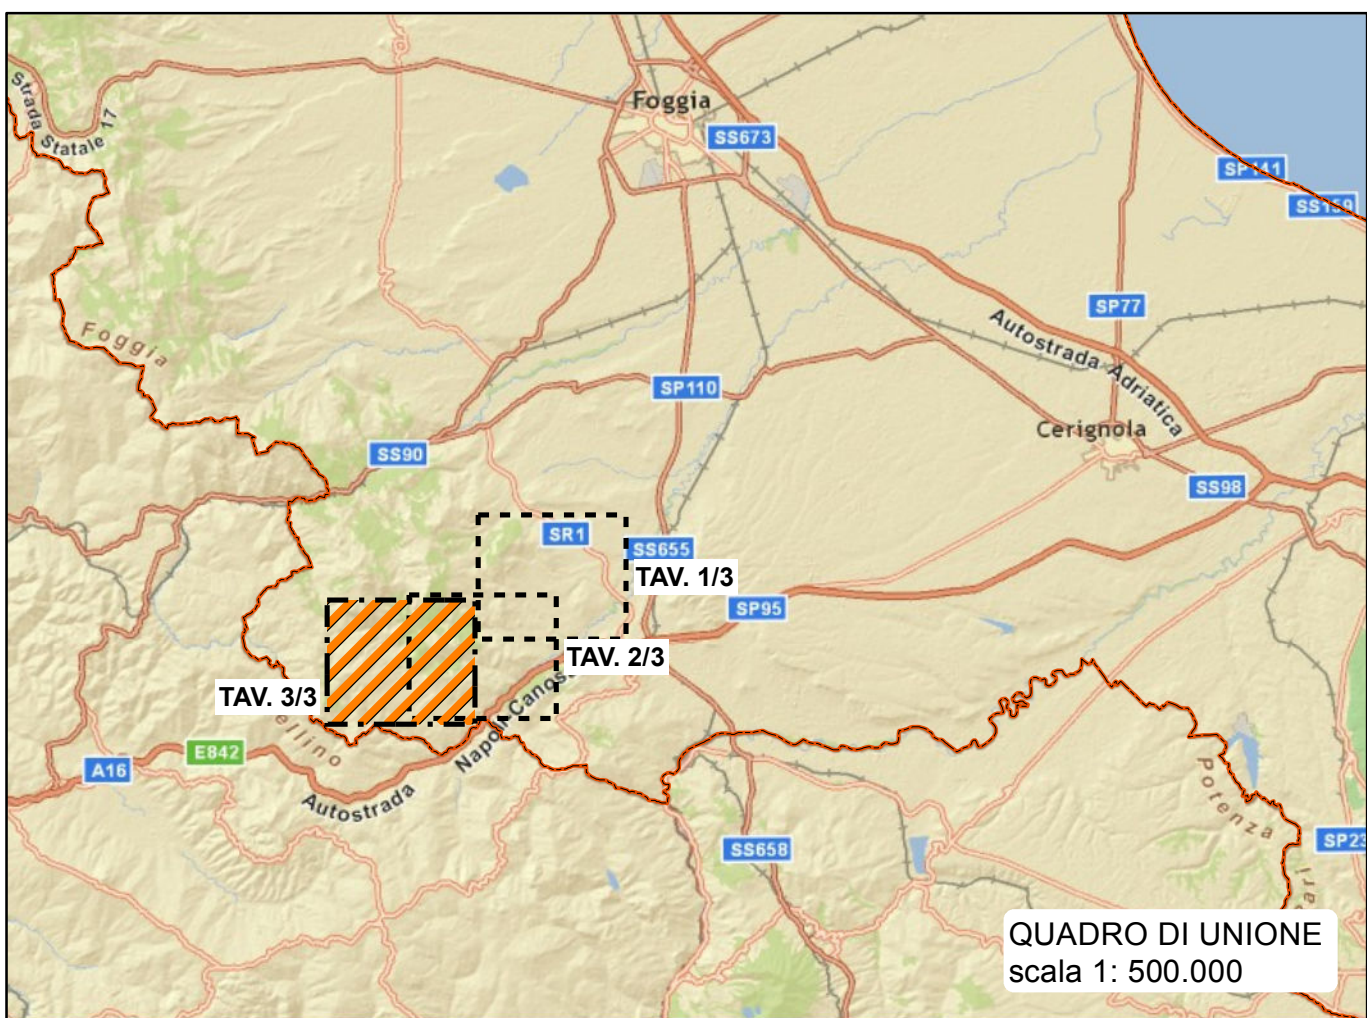 Strada Statale 17
Foggia
SS673
SP141
SS159
SP77
Foggia
Autostrada Adriatica
SP110
Cerignola
SS90
SS98
SR1
SS655
TAV. 1/3
SP95
TAV. 2/3
TAV. 3/3
Napoli Canosa
E842
A16
Autostrada
Potenza
SS658
SP23
QUADRO DI UNIONE
scala 1: 500.000